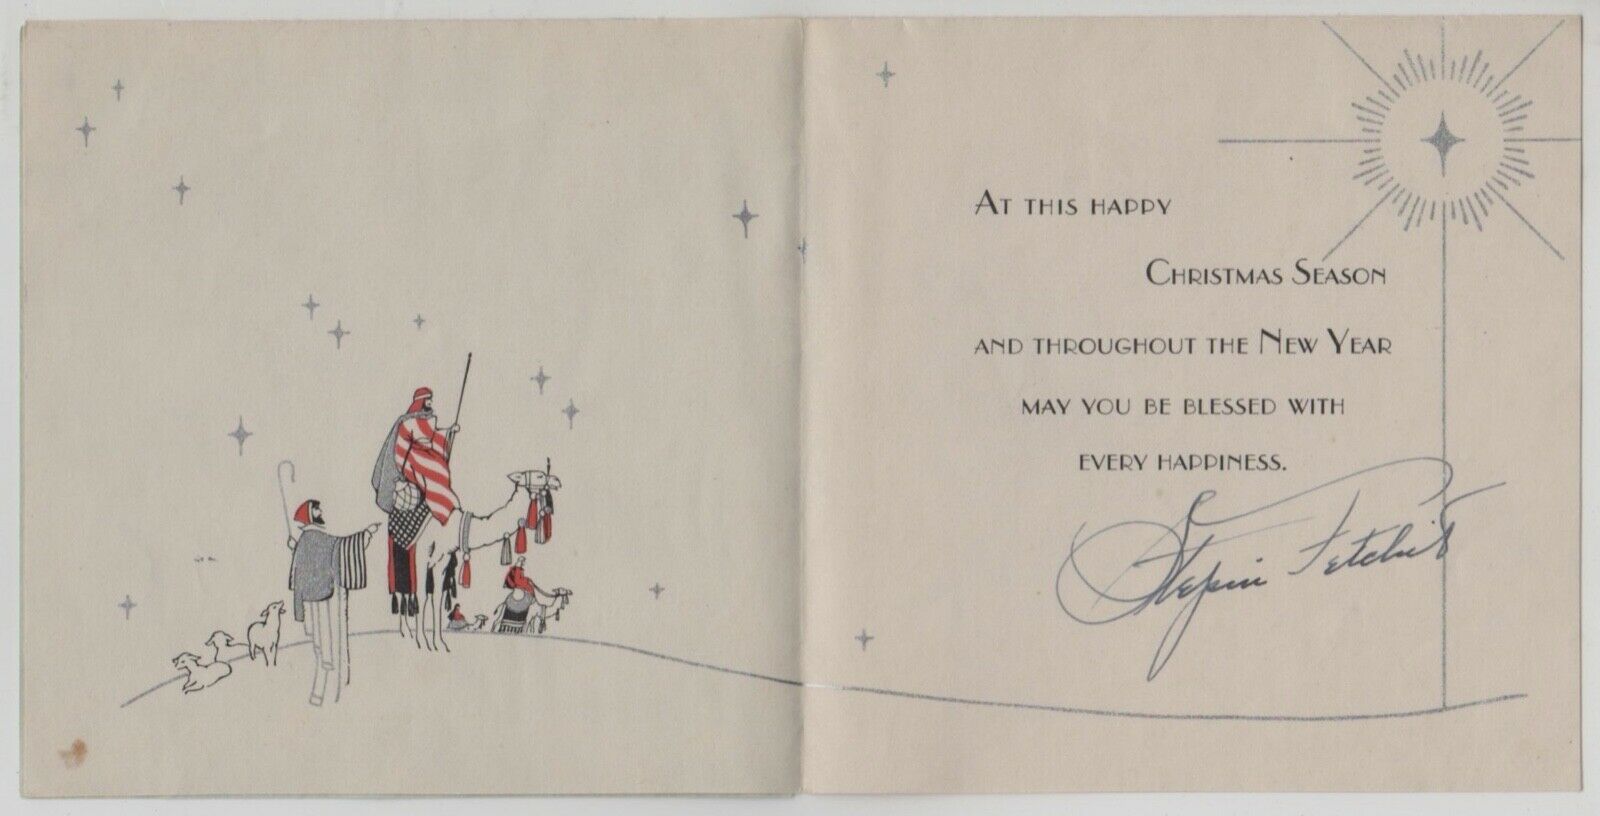 At this happy
Christmas Season
and throughout the New Year
may you be blessed with
every happiness.
Stepin Fetchit